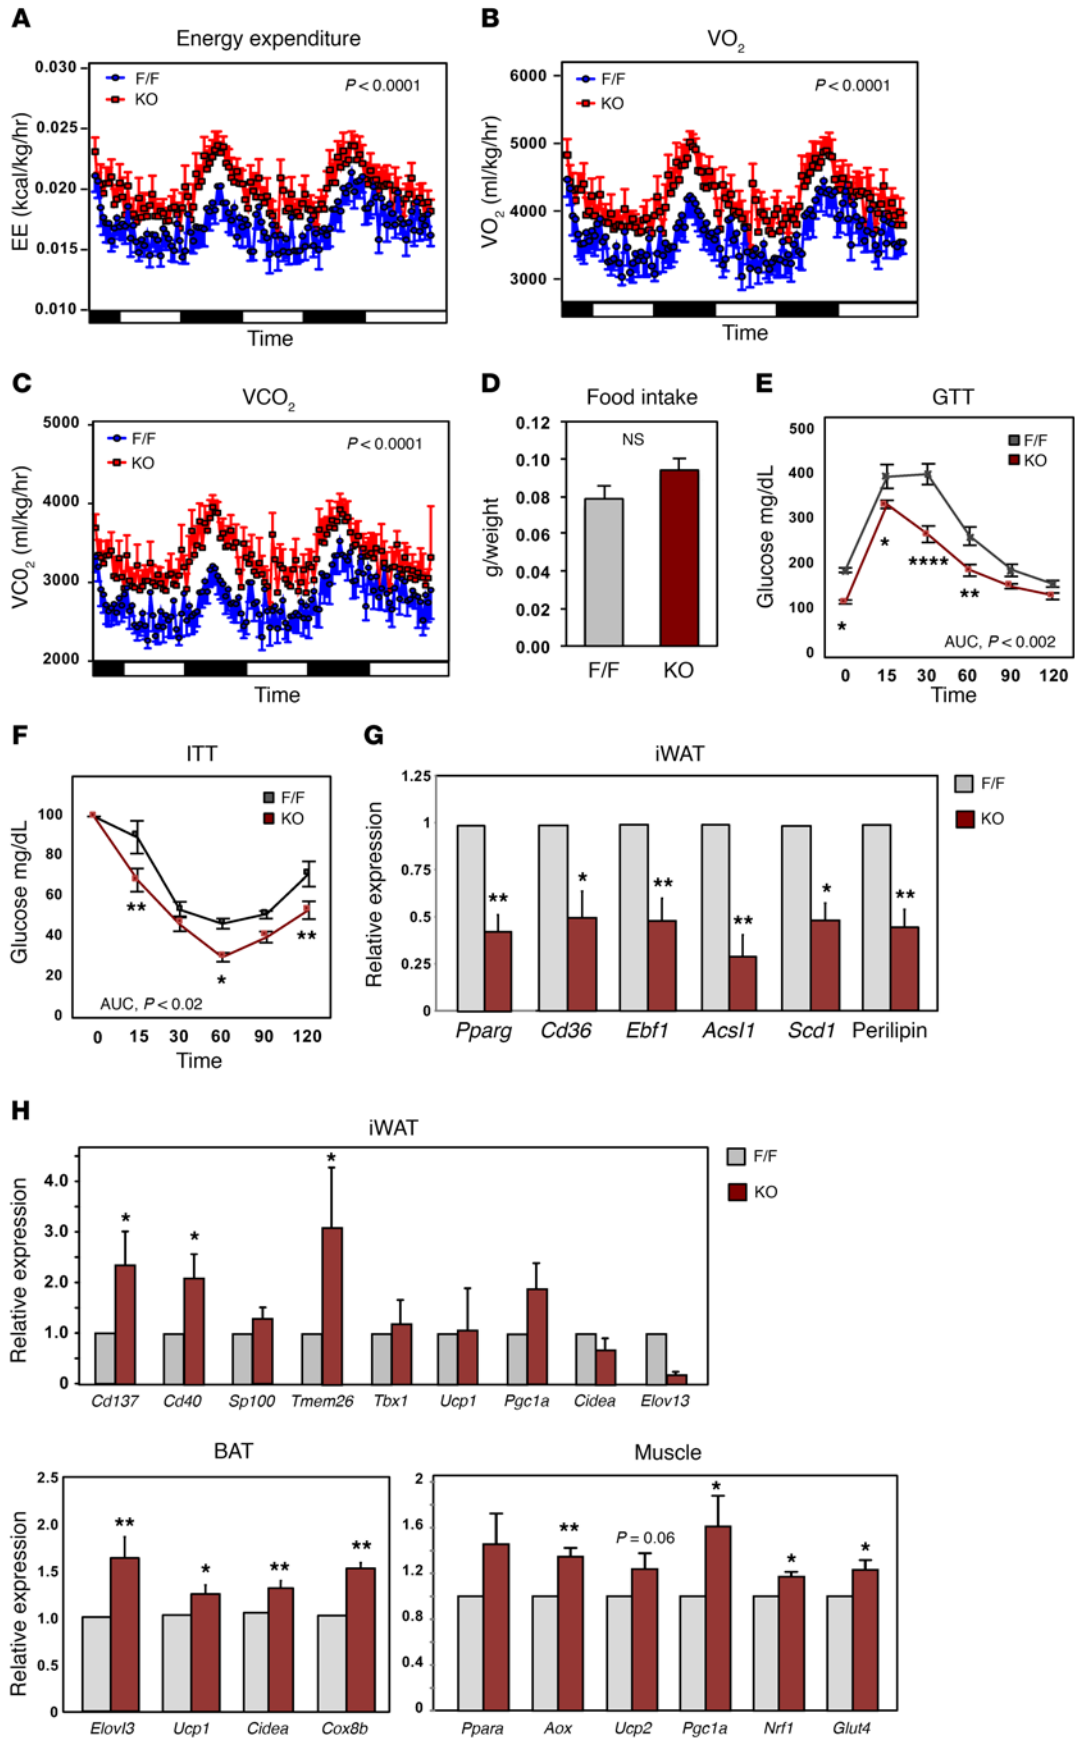 A
Energy expenditure
0.030
0.025
0.020
0.015
0.010
EE (kcal/kg/hr)
F/F
KO
P < 0.0001
Time
B
VO2
6000
5000
4000
3000
VO2 (ml/kg/hr)
F/F
KO
P < 0.0001
Time
C
VCO2
5000
4000
3000
2000
VC02 (ml/kg/hr)
F/F
KO
P < 0.0001
Time
D
Food intake
0.12
0.10
0.08
0.06
0.04
0.02
0.00
g/weight
NS
F/F KO
E
GTT
500
400
300
200
100
0
Glucose mg/dL
F/F
KO
*
*
****
**
AUC, P < 0.002
0 15 30 60 90 120
Time
F
ITT
100
80
60
40
20
0
Glucose mg/dL
F/F
KO
**
*
**
AUC, P < 0.02
0 15 30 60 90 120
Time
G
iWAT
1.25
1
0.75
0.5
0.25
0
Relative expression
F/F
KO
** * ** ** * **
Pparg Cd36 Ebf1 Acsl1 Scd1 Perilipin
H
iWAT
4.0
3.0
2.0
1.0
0
Relative expression
F/F
KO
* * *
Cd137 Cd40 Sp100 Tmem26 Tbx1 Ucp1 Pgc1a Cidea Elov13
BAT
2.5
2.0
1.5
1.0
0.5
0
Relative expression
** * ** **
Elovl3 Ucp1 Cidea Cox8b
Muscle
2
1.6
1.2
0.8
0.4
0
** P = 0.06 * * *
Ppara Aox Ucp2 Pgc1a Nrf1 Glut4